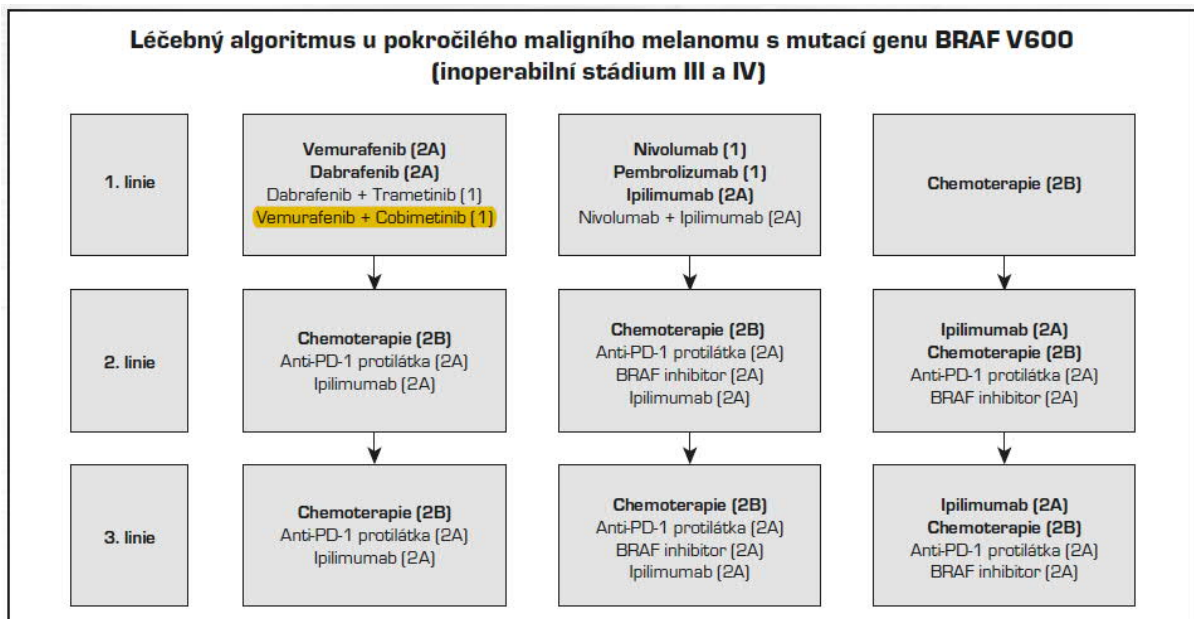 Léčebný algoritmus u pokročilého maligního melanomu s mutací genu BRAF V600
(inoperabilní stádium III a IV)
1. linie
Vemurafenib (2A)
Dabrafenib (2A)
Dabrafenib + Trametinib (1)
Vemurafenib + Cobimetinib (1)
Nivolumab (1)
Pembrolizumab (1)
Ipilimumab (2A)
Nivolumab + Ipilimumab (2A)
Chemoterapie (2B)
2. linie
Chemoterapie (2B)
Anti-PD-1 protilátka (2A)
Ipilimumab (2A)
Chemoterapie (2B)
Anti-PD-1 protilátka (2A)
BRAF inhibitor (2A)
Ipilimumab (2A)
Ipilimumab (2A)
Chemoterapie (2B)
Anti-PD-1 protilátka (2A)
BRAF inhibitor (2A)
3. linie
Chemoterapie (2B)
Anti-PD-1 protilátka (2A)
Ipilimumab (2A)
Chemoterapie (2B)
Anti-PD-1 protilátka (2A)
BRAF inhibitor (2A)
Ipilimumab (2A)
Ipilimumab (2A)
Chemoterapie (2B)
Anti-PD-1 protilátka (2A)
BRAF inhibitor (2A)